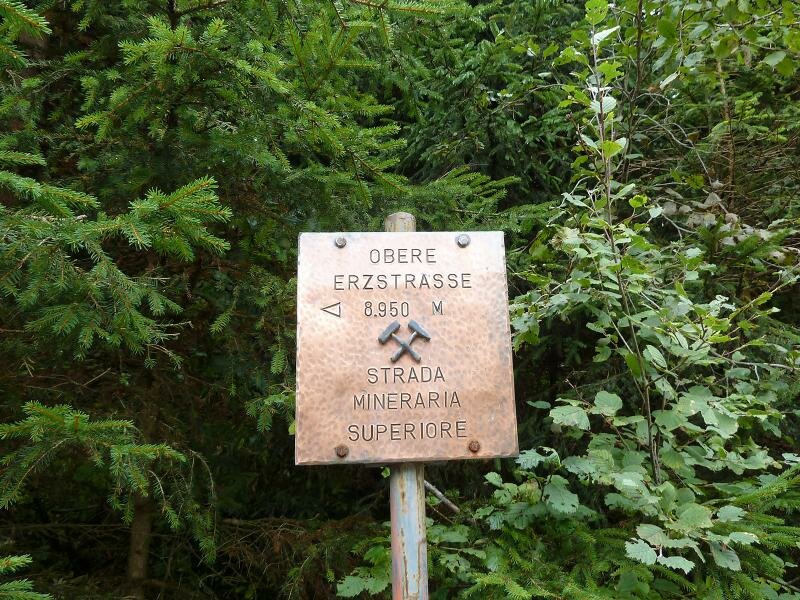 OBERE
ERZSTRASSE
◁ 8.950 M
STRADA
MINERARIA
SUPERIORE